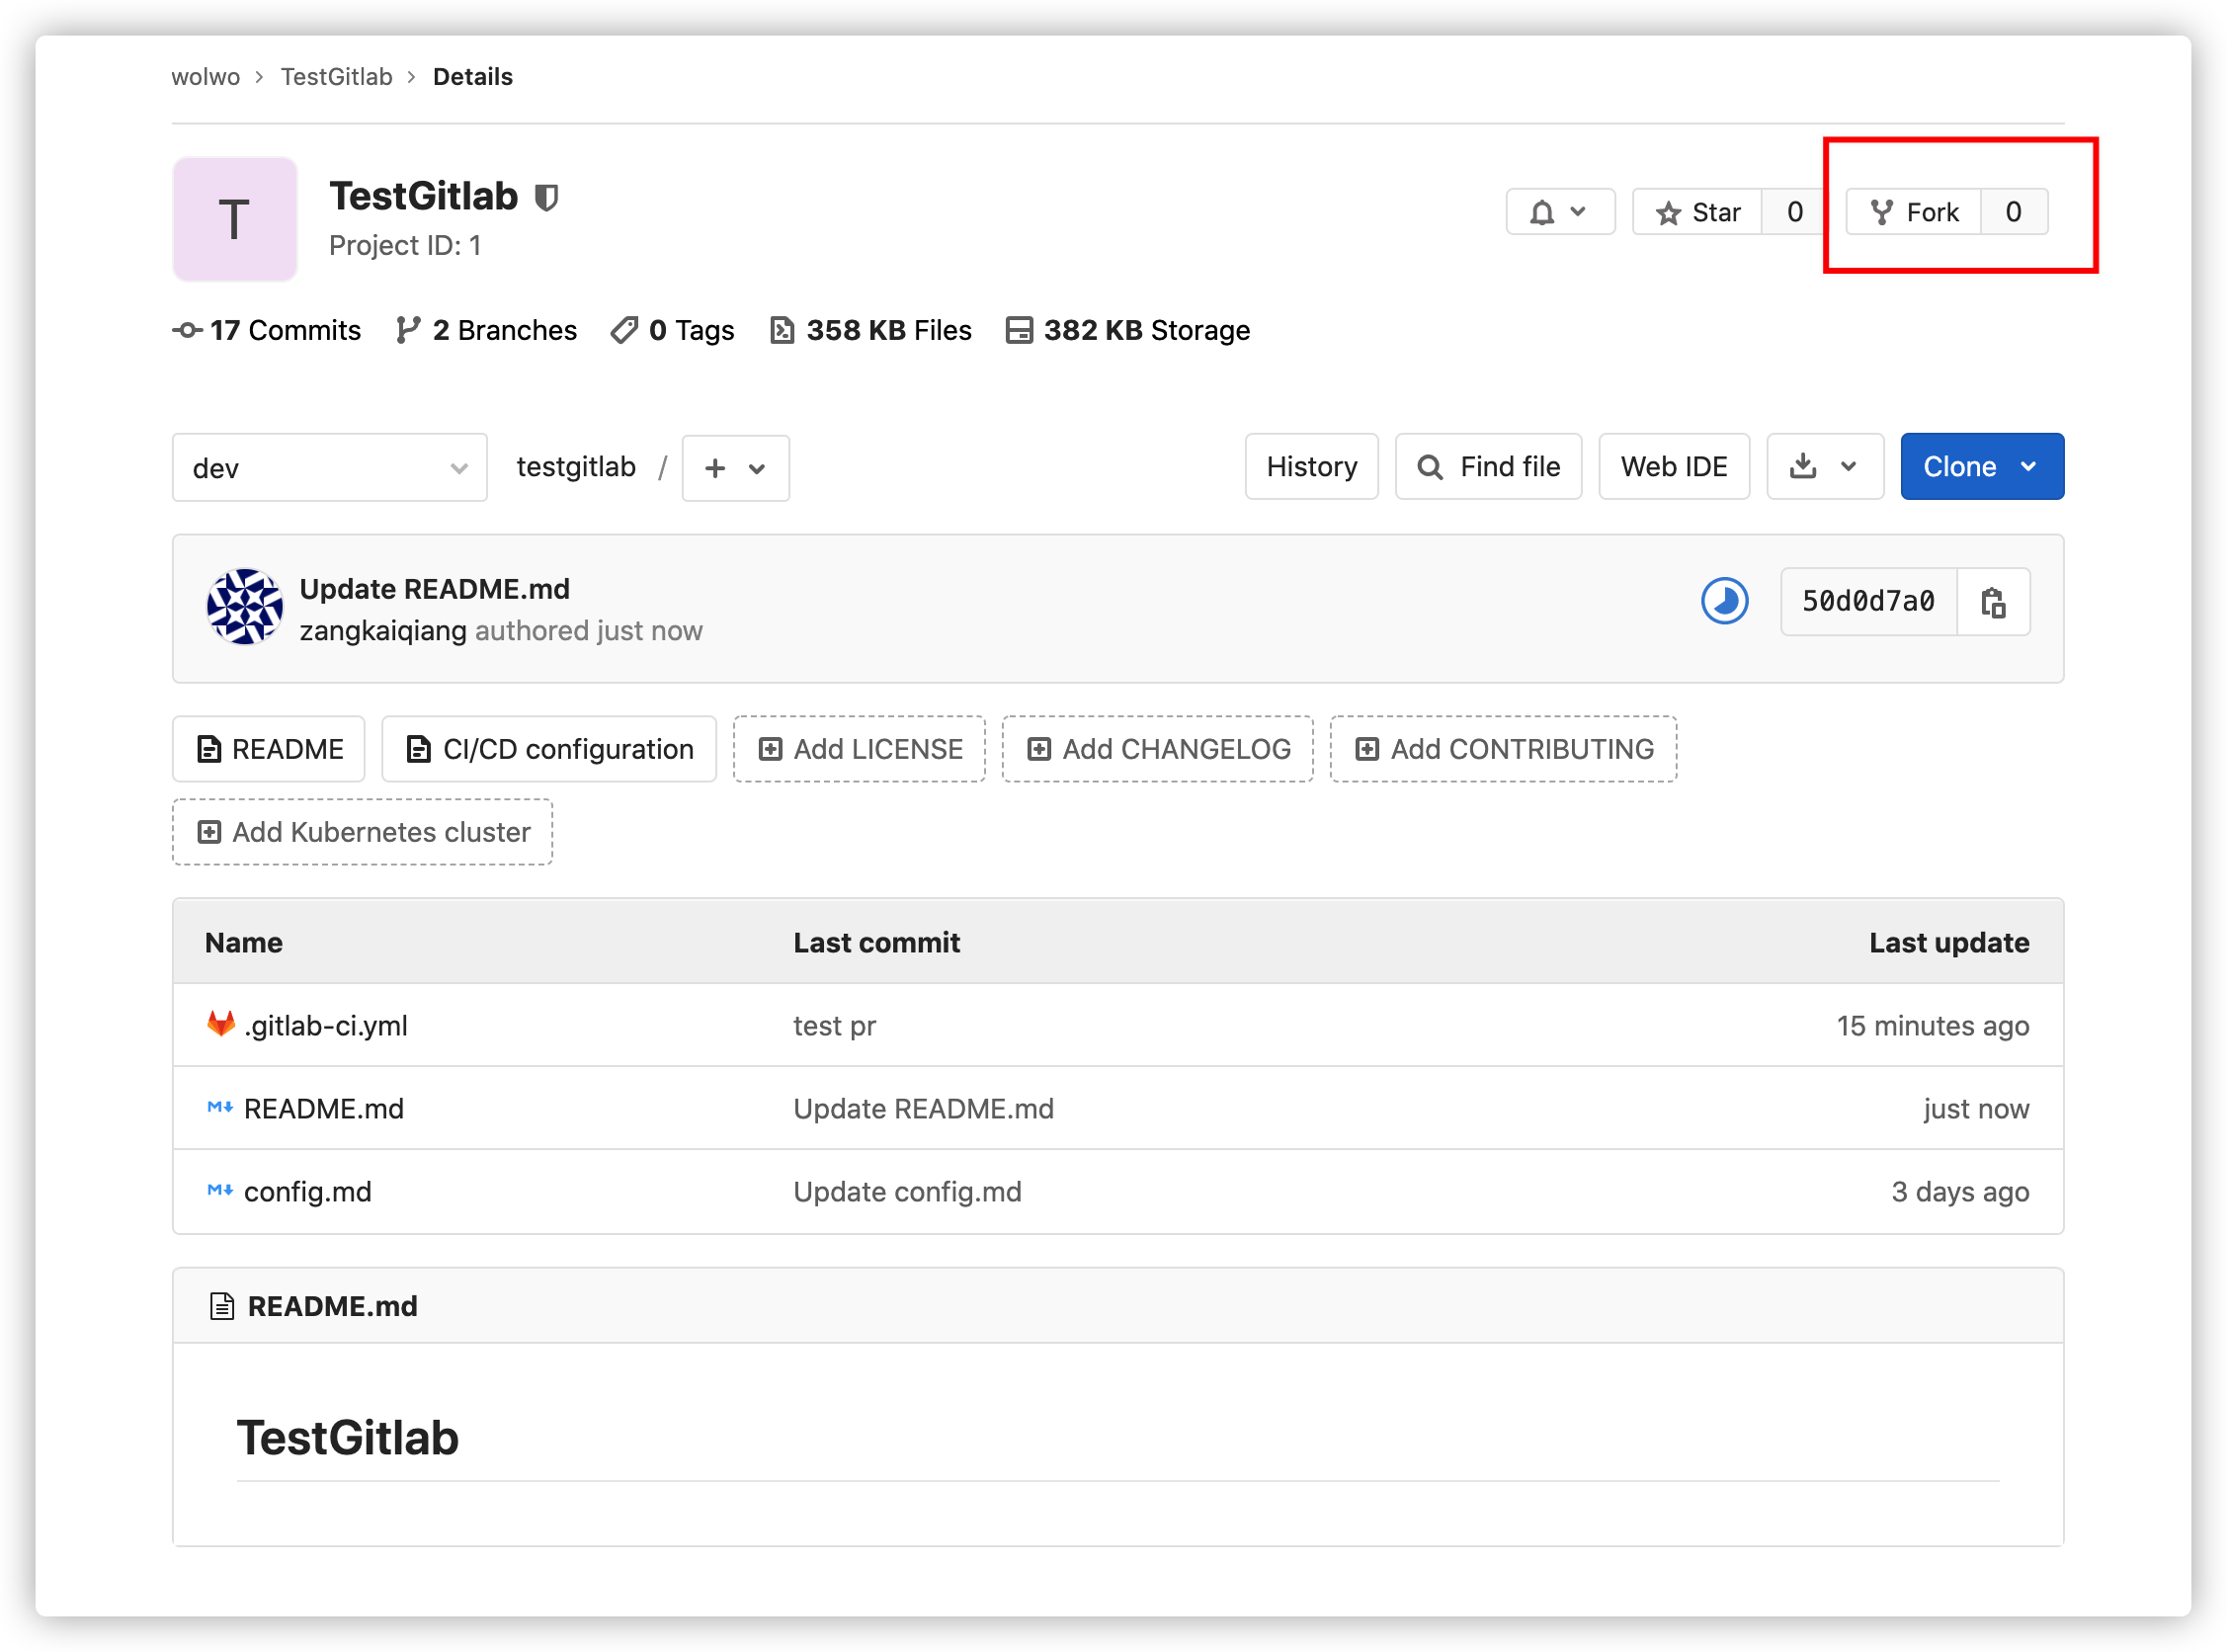 wolwo > TestGitlab > Details
T
TestGitlab
Project ID: 1
Star 0
Fork 0
17 Commits 2 Branches 0 Tags 358 KB Files 382 KB Storage
dev testgitlab / + History Find file Web IDE Clone
Update README.md
zangkaiqiang authored just now
50d0d7a0
README CI/CD configuration Add LICENSE Add CHANGELOG Add CONTRIBUTING
Add Kubernetes cluster
Name Last commit Last update
.gitlab-ci.yml test pr 15 minutes ago
README.md Update README.md just now
config.md Update config.md 3 days ago
README.md
TestGitlab